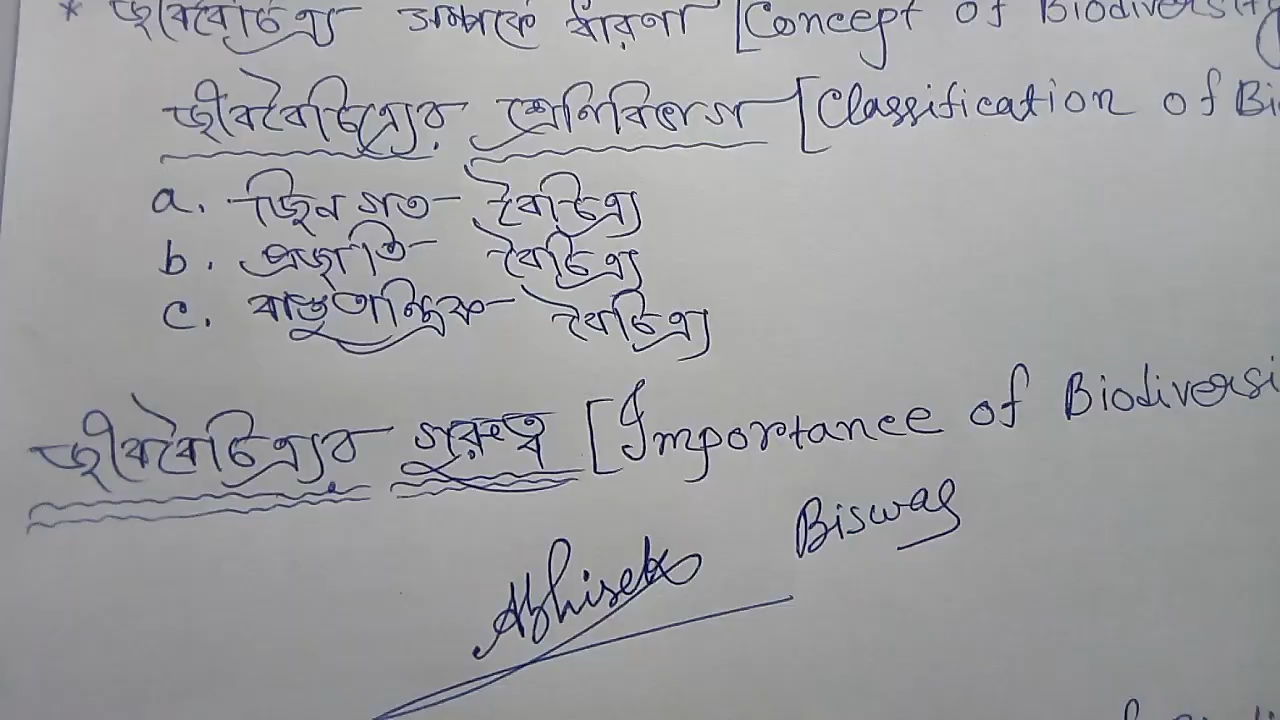 * জীববৈচিত্র্য সম্পর্কে ধারণা [Concept of Biodiversity
জীববৈচিত্র্যের শ্রেনিবিভাগ [Classification of Bi
a. জিনগত- বৈচিত্র্য
b. প্রজাতি- বৈচিত্র্য
c. বাস্তুতান্ত্রিক- বৈচিত্র্য
জীববৈচিত্র্যের গুরুত্ব [Importance of Biodiversi
Abhisek Biswas